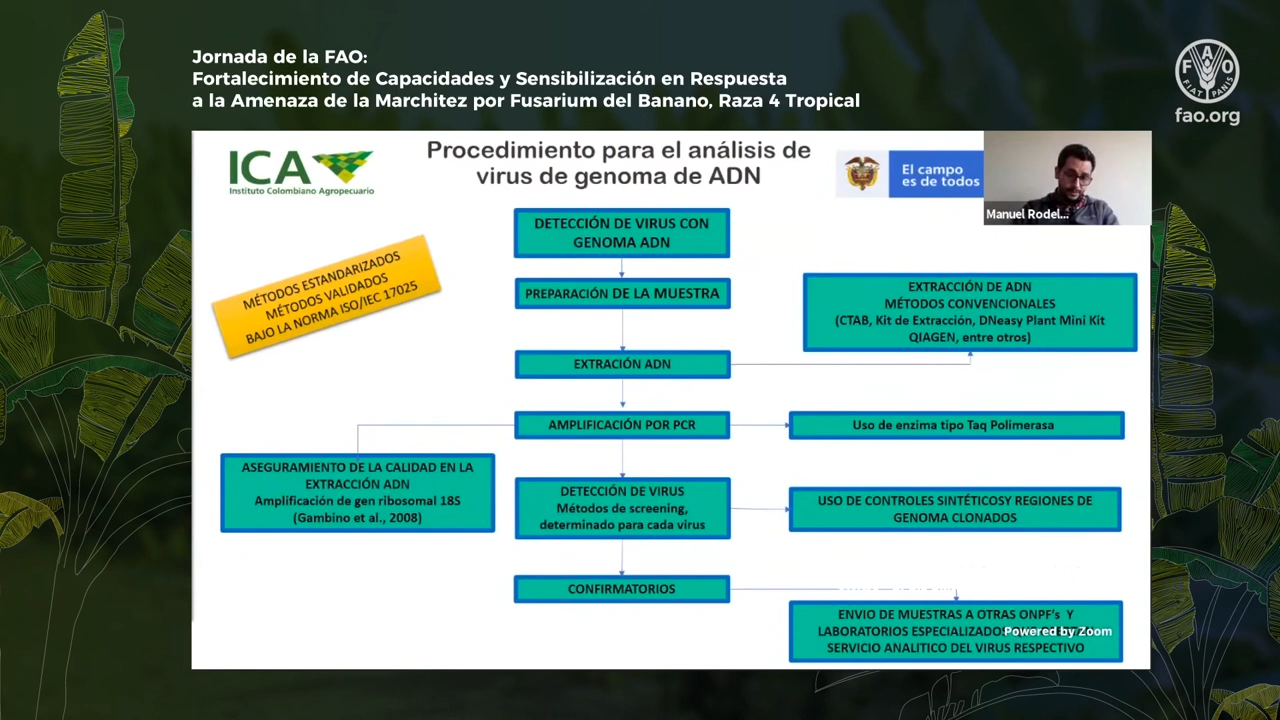 Jornada de la FAO:
Fortalecimiento de Capacidades y Sensibilización en Respuesta
a la Amenaza de la Marchitez por Fusarium del Banano, Raza 4 Tropical
FAO
FIAT PANIS
fao.org
ICA
Instituto Colombiano Agropecuario
Procedimiento para el análisis de
virus de genoma de ADN
El campo
es de todos
Manuel Rodel...
MÉTODOS ESTANDARIZADOS
MÉTODOS VALIDADOS
BAJO LA NORMA ISO/IEC 17025
DETECCIÓN DE VIRUS CON
GENOMA ADN
PREPARACIÓN DE LA MUESTRA
EXTRACIÓN ADN
EXTRACCIÓN DE ADN
MÉTODOS CONVENCIONALES
(CTAB, Kit de Extracción, DNeasy Plant Mini Kit
QIAGEN, entre otros)
AMPLIFICACIÓN POR PCR
Uso de enzima tipo Taq Polimerasa
ASEGURAMIENTO DE LA CALIDAD EN LA
EXTRACCIÓN ADN
Amplificación de gen ribosomal 18S
(Gambino et al., 2008)
DETECCIÓN DE VIRUS
Métodos de screening,
determinado para cada virus
USO DE CONTROLES SINTÉTICOSY REGIONES DE
GENOMA CLONADOS
CONFIRMATORIOS
ENVIO DE MUESTRAS A OTRAS ONPF's Y
LABORATORIOS ESPECIALIZADOS
SERVICIO ANALITICO DEL VIRUS RESPECTIVO
Powered by Zoom